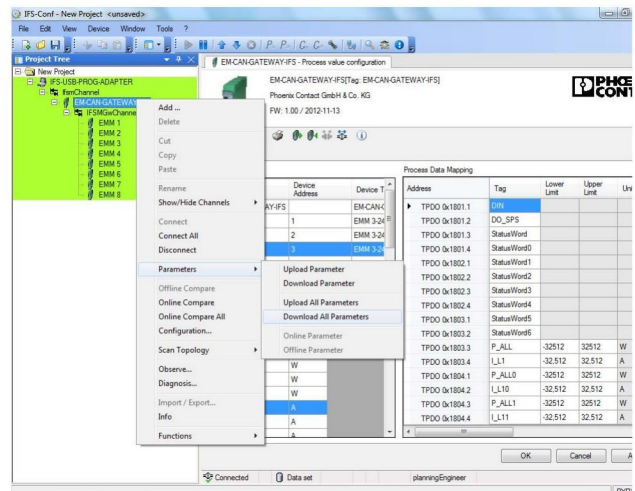 IFS-Conf - New Project <unsaved>
File Edit View Device Window Tools ?
Project Tree
New Project
IFS-USB-PROG-ADAPTER
IfsmChannel
EM-CAN-GATEWAY
IFSMGwChannel
EMM 1
EMM 2
EMM 3
EMM 4
EMM 5
EMM 6
EMM 7
EMM 8
Add ...
Delete
Cut
Copy
Paste
Rename
Show/Hide Channels
Connect
Connect All
Disconnect
Parameters
Offline Compare
Online Compare
Online Compare All
Configuration...
Scan Topology
Observe...
Diagnosis...
Import / Export...
Info
Functions
Upload Parameter
Download Parameter
Upload All Parameters
Download All Parameters
Online Parameter
Offline Parameter
EM-CAN-GATEWAY-IFS - Process value configuration
EM-CAN-GATEWAY-IFS[Tag: EM-CAN-GATEWAY-IFS]
Phoenix Contact GmbH & Co. KG
FW: 1.00 / 2012-11-13
PHOE
CONT
Device Address
Device T
AY-IFS
EM-CAN-G
1 EMM 3-24
2 EMM 3-24
3 EMM 3-24
W
W
W
A
A
A
Process Data Mapping
Address Tag Lower Limit Upper Limit Uni
TPDO 0x1801.1 DIN
TPDO 0x1801.2 DO_SPS
TPDO 0x1801.3 StatusWord
TPDO 0x1801.4 StatusWord0
TPDO 0x1802.1 StatusWord1
TPDO 0x1802.2 StatusWord2
TPDO 0x1802.3 StatusWord3
TPDO 0x1802.4 StatusWord4
TPDO 0x1803.1 StatusWord5
TPDO 0x1803.2 StatusWord6
TPDO 0x1803.3 P_ALL -32512 32512 W
TPDO 0x1803.4 I_L1 -32,512 32,512 A
TPDO 0x1804.1 P_ALL0 -32512 32512 W
TPDO 0x1804.2 I_L10 -32,512 32,512 A
TPDO 0x1804.3 P_ALL1 -32512 32512 W
TPDO 0x1804.4 I_L11 -32,512 32,512 A
OK Cancel A
Connected Data set planningEngineer